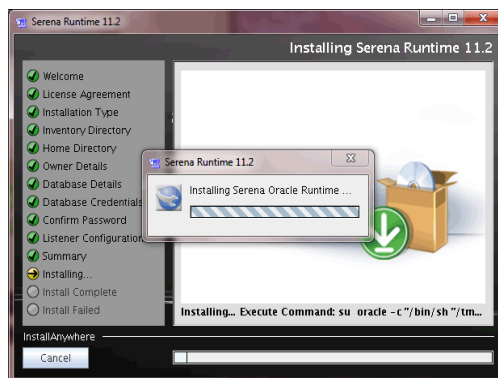 Serena Runtime 11.2
Installing Serena Runtime 11.2
Welcome
License Agreement
Installation Type
Inventory Directory
Home Directory
Owner Details
Database Details
Database Credentials
Confirm Password
Listener Configuration
Summary
Installing...
Install Complete
Install Failed
Serena Runtime 11.2
Installing Serena Oracle Runtime ...
Installing... Execute Command: su oracle -c "/bin/sh "/tm...
InstallAnywhere
Cancel